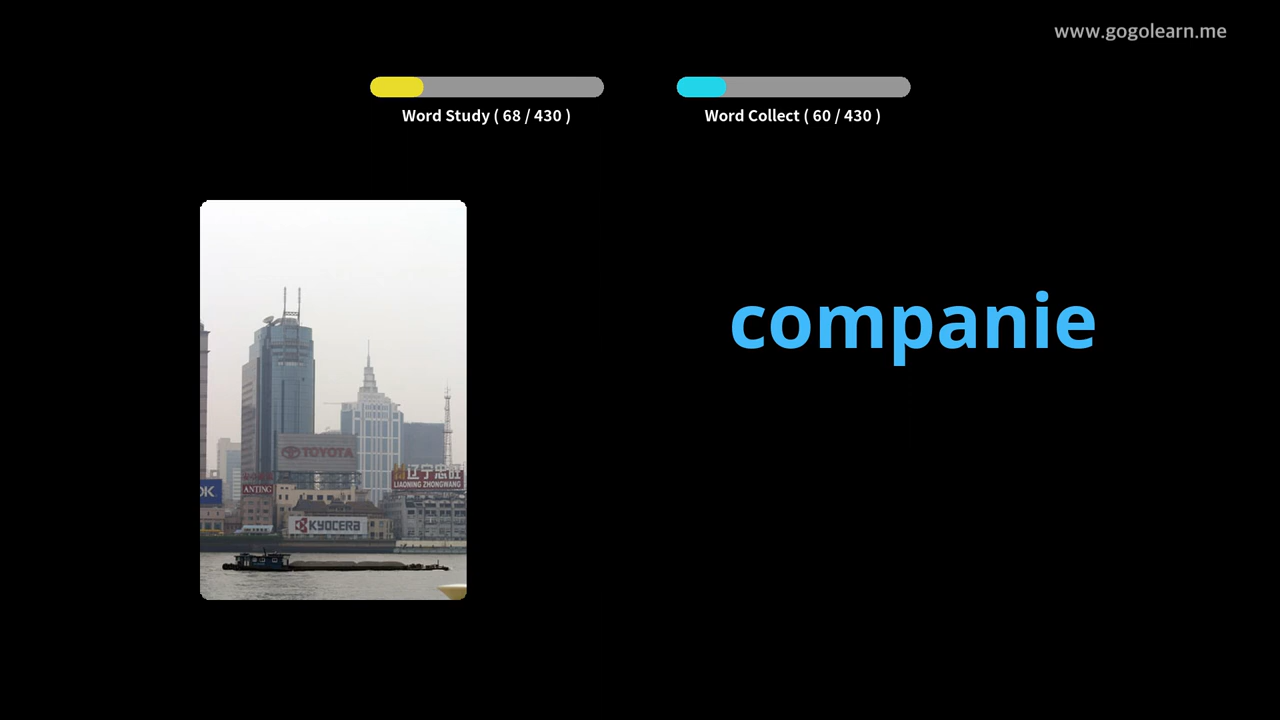 www.gogolearn.me
Word Study ( 68 / 430 )
Word Collect ( 60 / 430 )
companie
TOYOTA
辽宁忠旺
LIAONING ZHONGWANG
OK
ANTING
KYOCERA